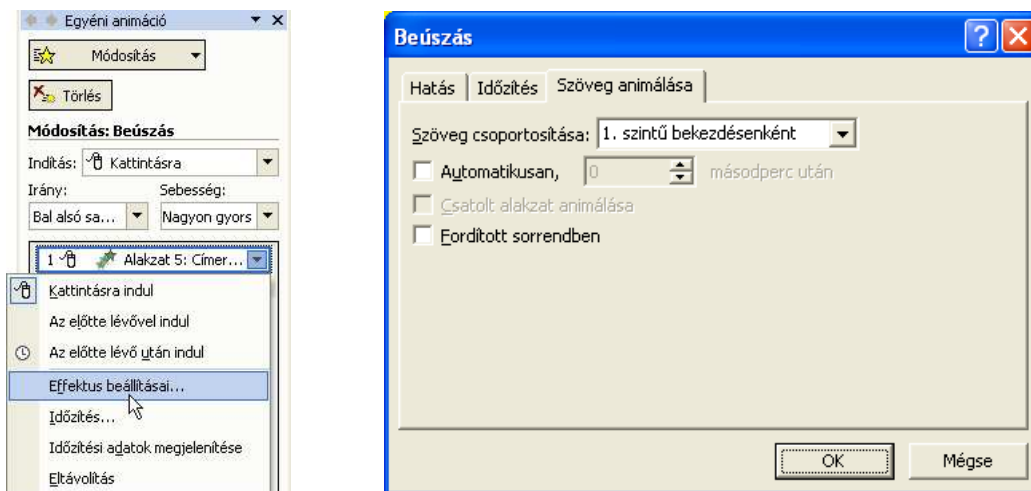 Egyéni animáció
Módosítás
Törlés
Módosítás: Beúszás
Indítás: Kattintásra
Irány: Sebesség:
Bal alsó sa... Nagyon gyors
1 Alakzat 5: Címer...
Kattintásra indul
Az előtte lévővel indul
Az előtte lévő után indul
Effektus beállításai...
Időzítés...
Időzítési adatok megjelenítése
Eltávolítás
Beúszás
Hatás Időzítés Szöveg animálása
Szöveg csoportosítása: 1. szintű bekezdésenként
Automatikusan, 0 másodperc után
Csatolt alakzat animálása
Fordított sorrendben
OK Mégse